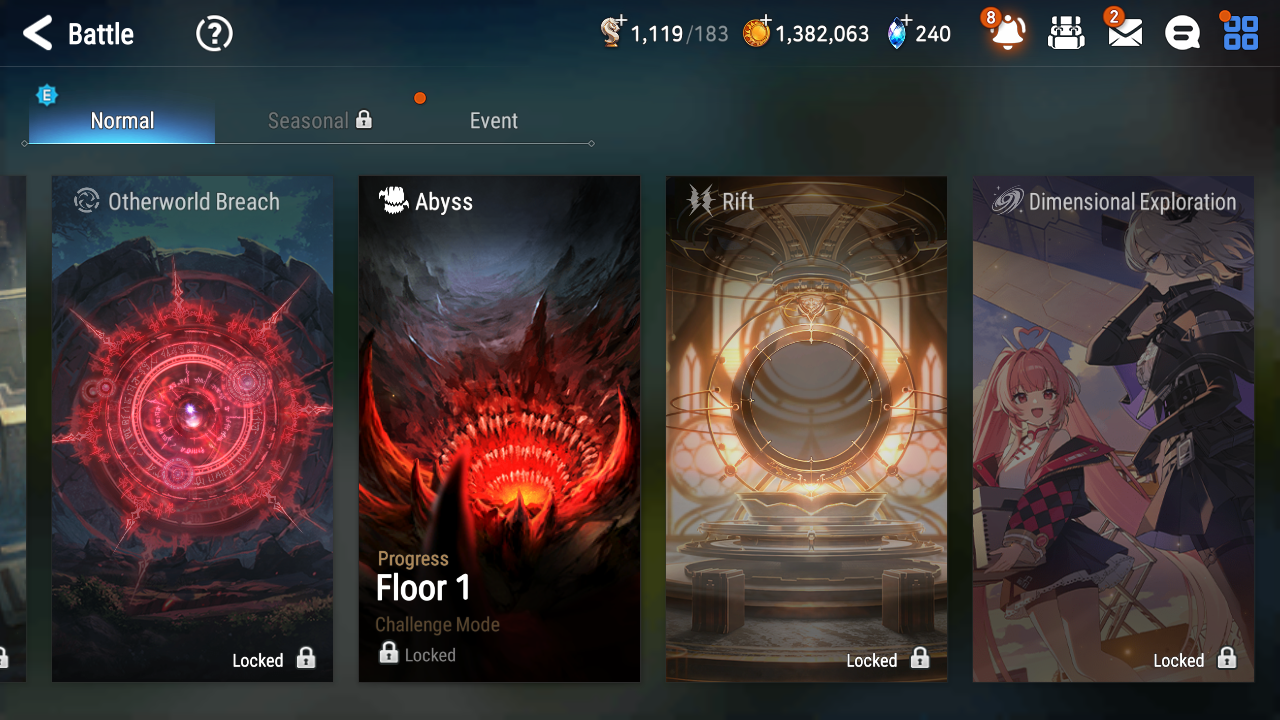 Battle
?
1,119/183
1,382,063
240
8
2
E
Normal
Seasonal
Event
Otherworld Breach
Abyss
Rift
Dimensional Exploration
Progress
Floor 1
Challenge Mode
Locked
Locked
Locked
Locked